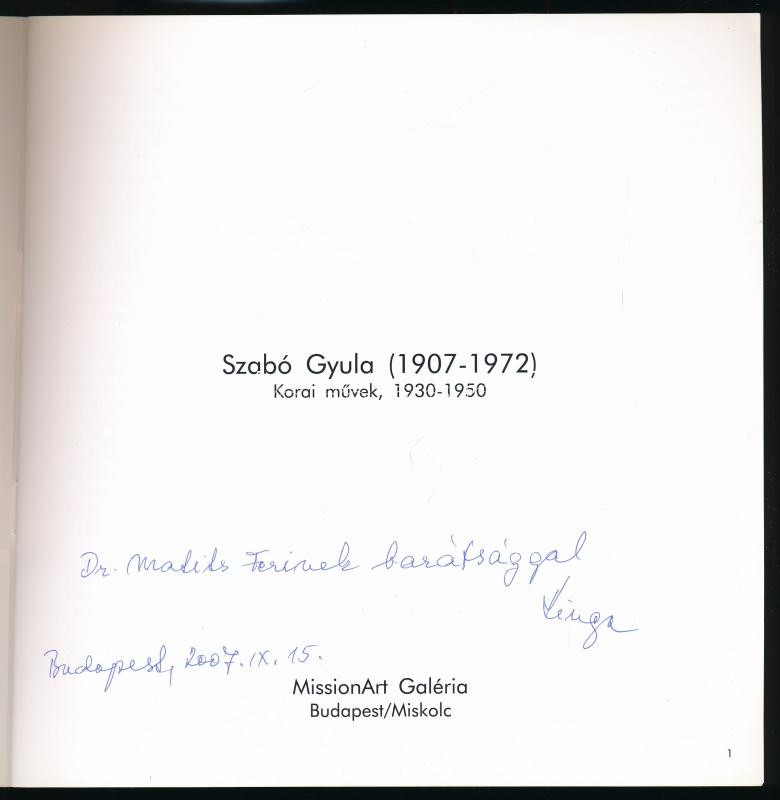 Szabó Gyula (1907-1972)
Korai művek, 1930-1950
Dr. Matits Ferinek barátsággal
Kinga
Budapest, 2007. IX. 15.
MissionArt Galéria
Budapest/Miskolc
1